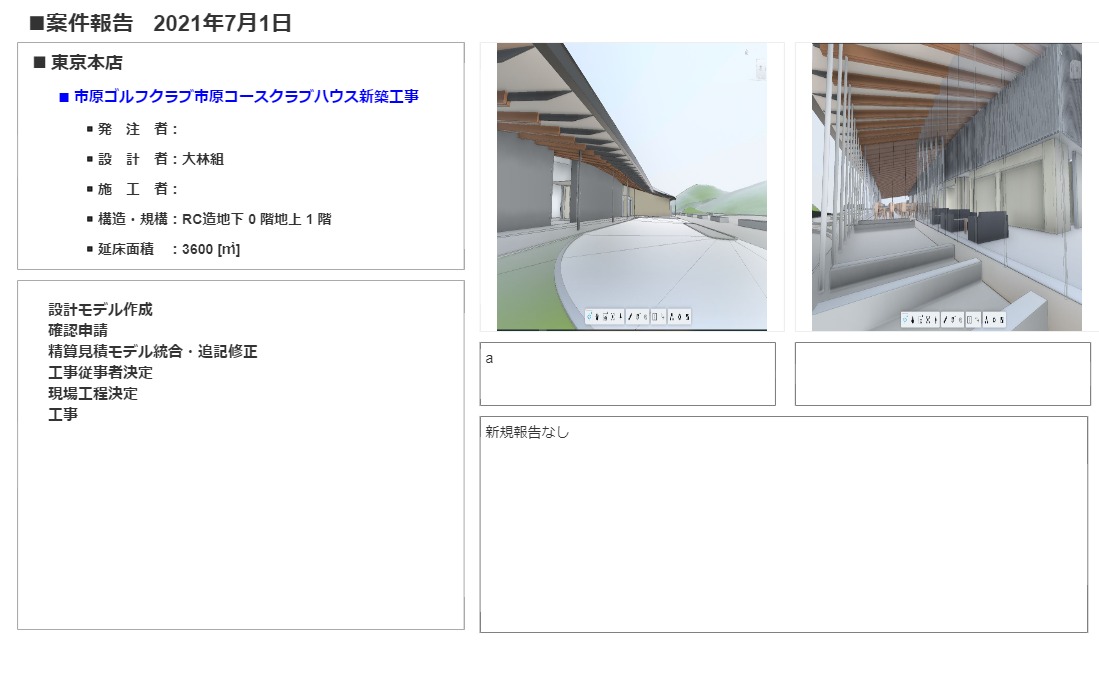 ■案件報告 2021年7月1日
■ 東京本店
■ 市原ゴルフクラブ市原コースクラブハウス新築工事
▪ 発 注 者：
▪ 設 計 者：大林組
▪ 施 工 者：
▪ 構造・規構：RC造地下 0 階地上 1 階
▪ 延床面積 ：3600 [㎡]
設計モデル作成
確認申請
精算見積モデル統合・追記修正
工事従事者決定
現場工程決定
工事
a
新規報告なし